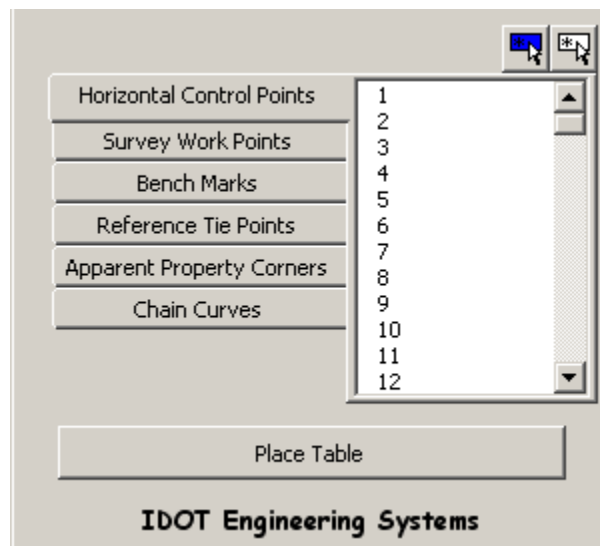 *
*
Horizontal Control Points
Survey Work Points
Bench Marks
Reference Tie Points
Apparent Property Corners
Chain Curves
1
2
3
4
5
6
7
8
9
10
11
12
Place Table
IDOT Engineering Systems